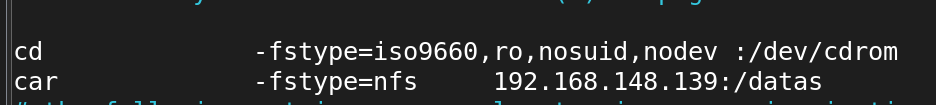 cd              -fstype=iso9660,ro,nosuid,nodev :/dev/cdrom
car             -fstype=nfs     192.168.148.139:/datas